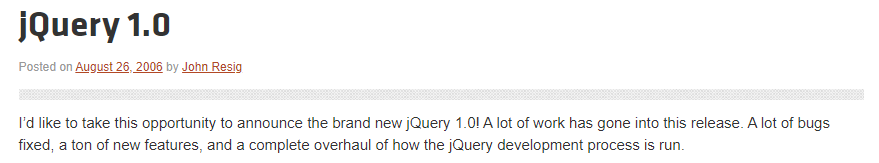 jQuery 1.0
Posted on August 26, 2006 by John Resig
I’d like to take this opportunity to announce the brand new jQuery 1.0! A lot of work has gone into this release. A lot of bugs
fixed, a ton of new features, and a complete overhaul of how the jQuery development process is run.